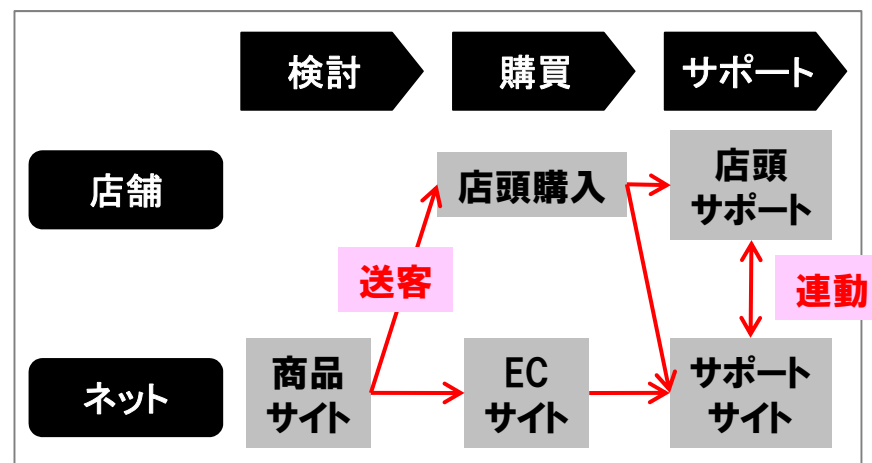 検討
購買
サポート
店舗
店頭購入
店頭
サポート
送客
連動
ネット
商品
サイト
EC
サイト
サポート
サイト